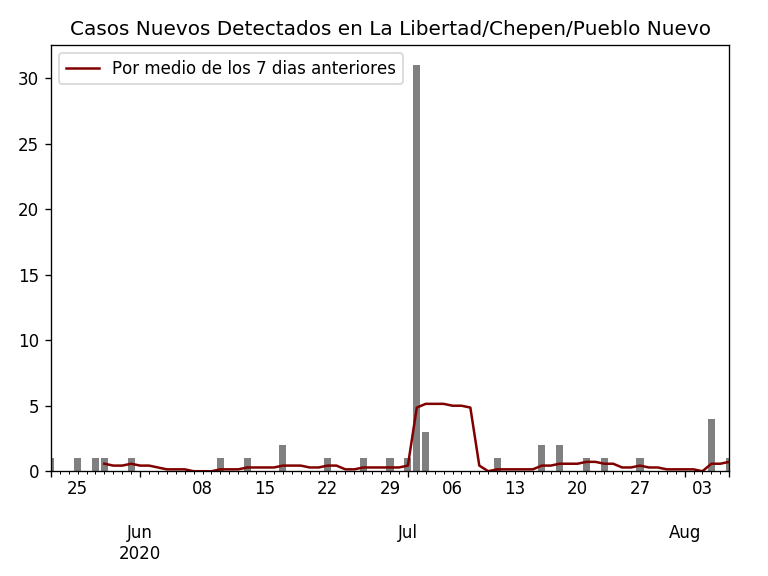 Casos Nuevos Detectados en La Libertad/Chepen/Pueblo Nuevo
Por medio de los 7 dias anteriores
30
25
20
15
10
5
0
25 08 15 22 29 06 13 20 27 03
Jun Jul Aug
2020